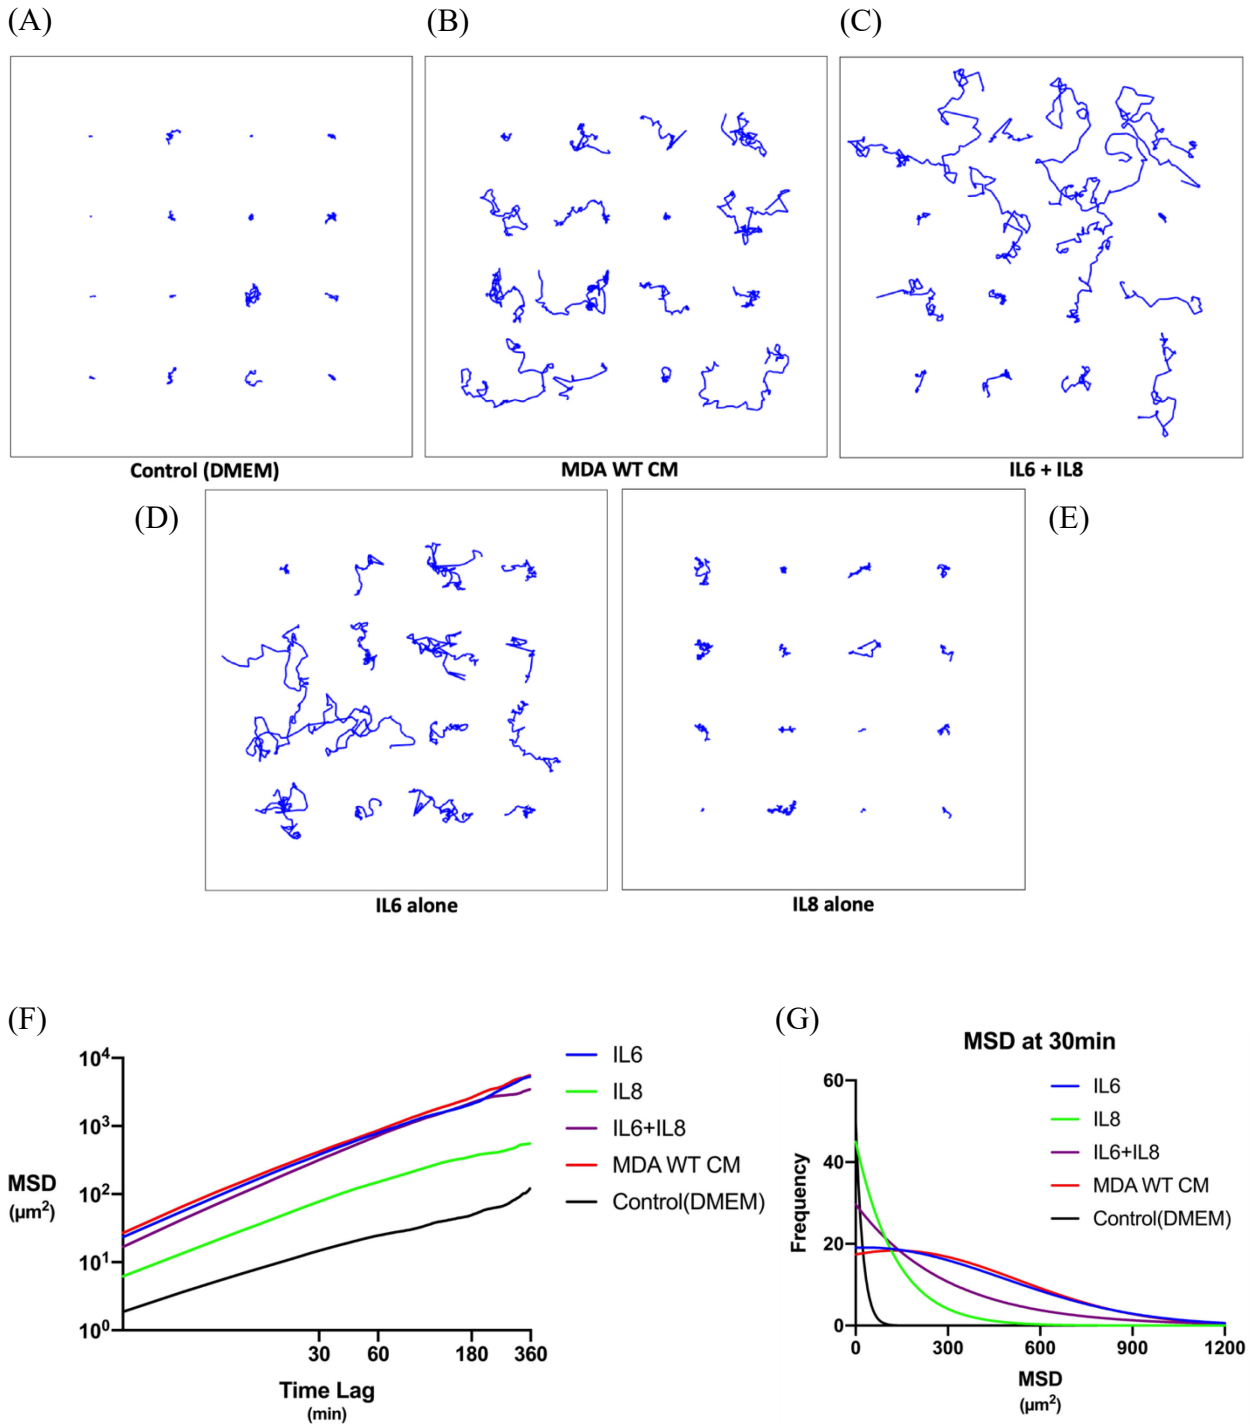 (A)
(B)
(C)
Control (DMEM)
MDA WT CM
IL6 + IL8
(D)
(E)
IL6 alone
IL8 alone
(F)
10⁴
10³
10²
10¹
10⁰
MSD
(µm²)
30
60
180
360
Time Lag
(min)
IL6
IL8
IL6+IL8
MDA WT CM
Control(DMEM)
(G)
MSD at 30min
60
40
20
0
Frequency
0
300
600
900
1200
MSD
(µm²)
IL6
IL8
IL6+IL8
MDA WT CM
Control(DMEM)